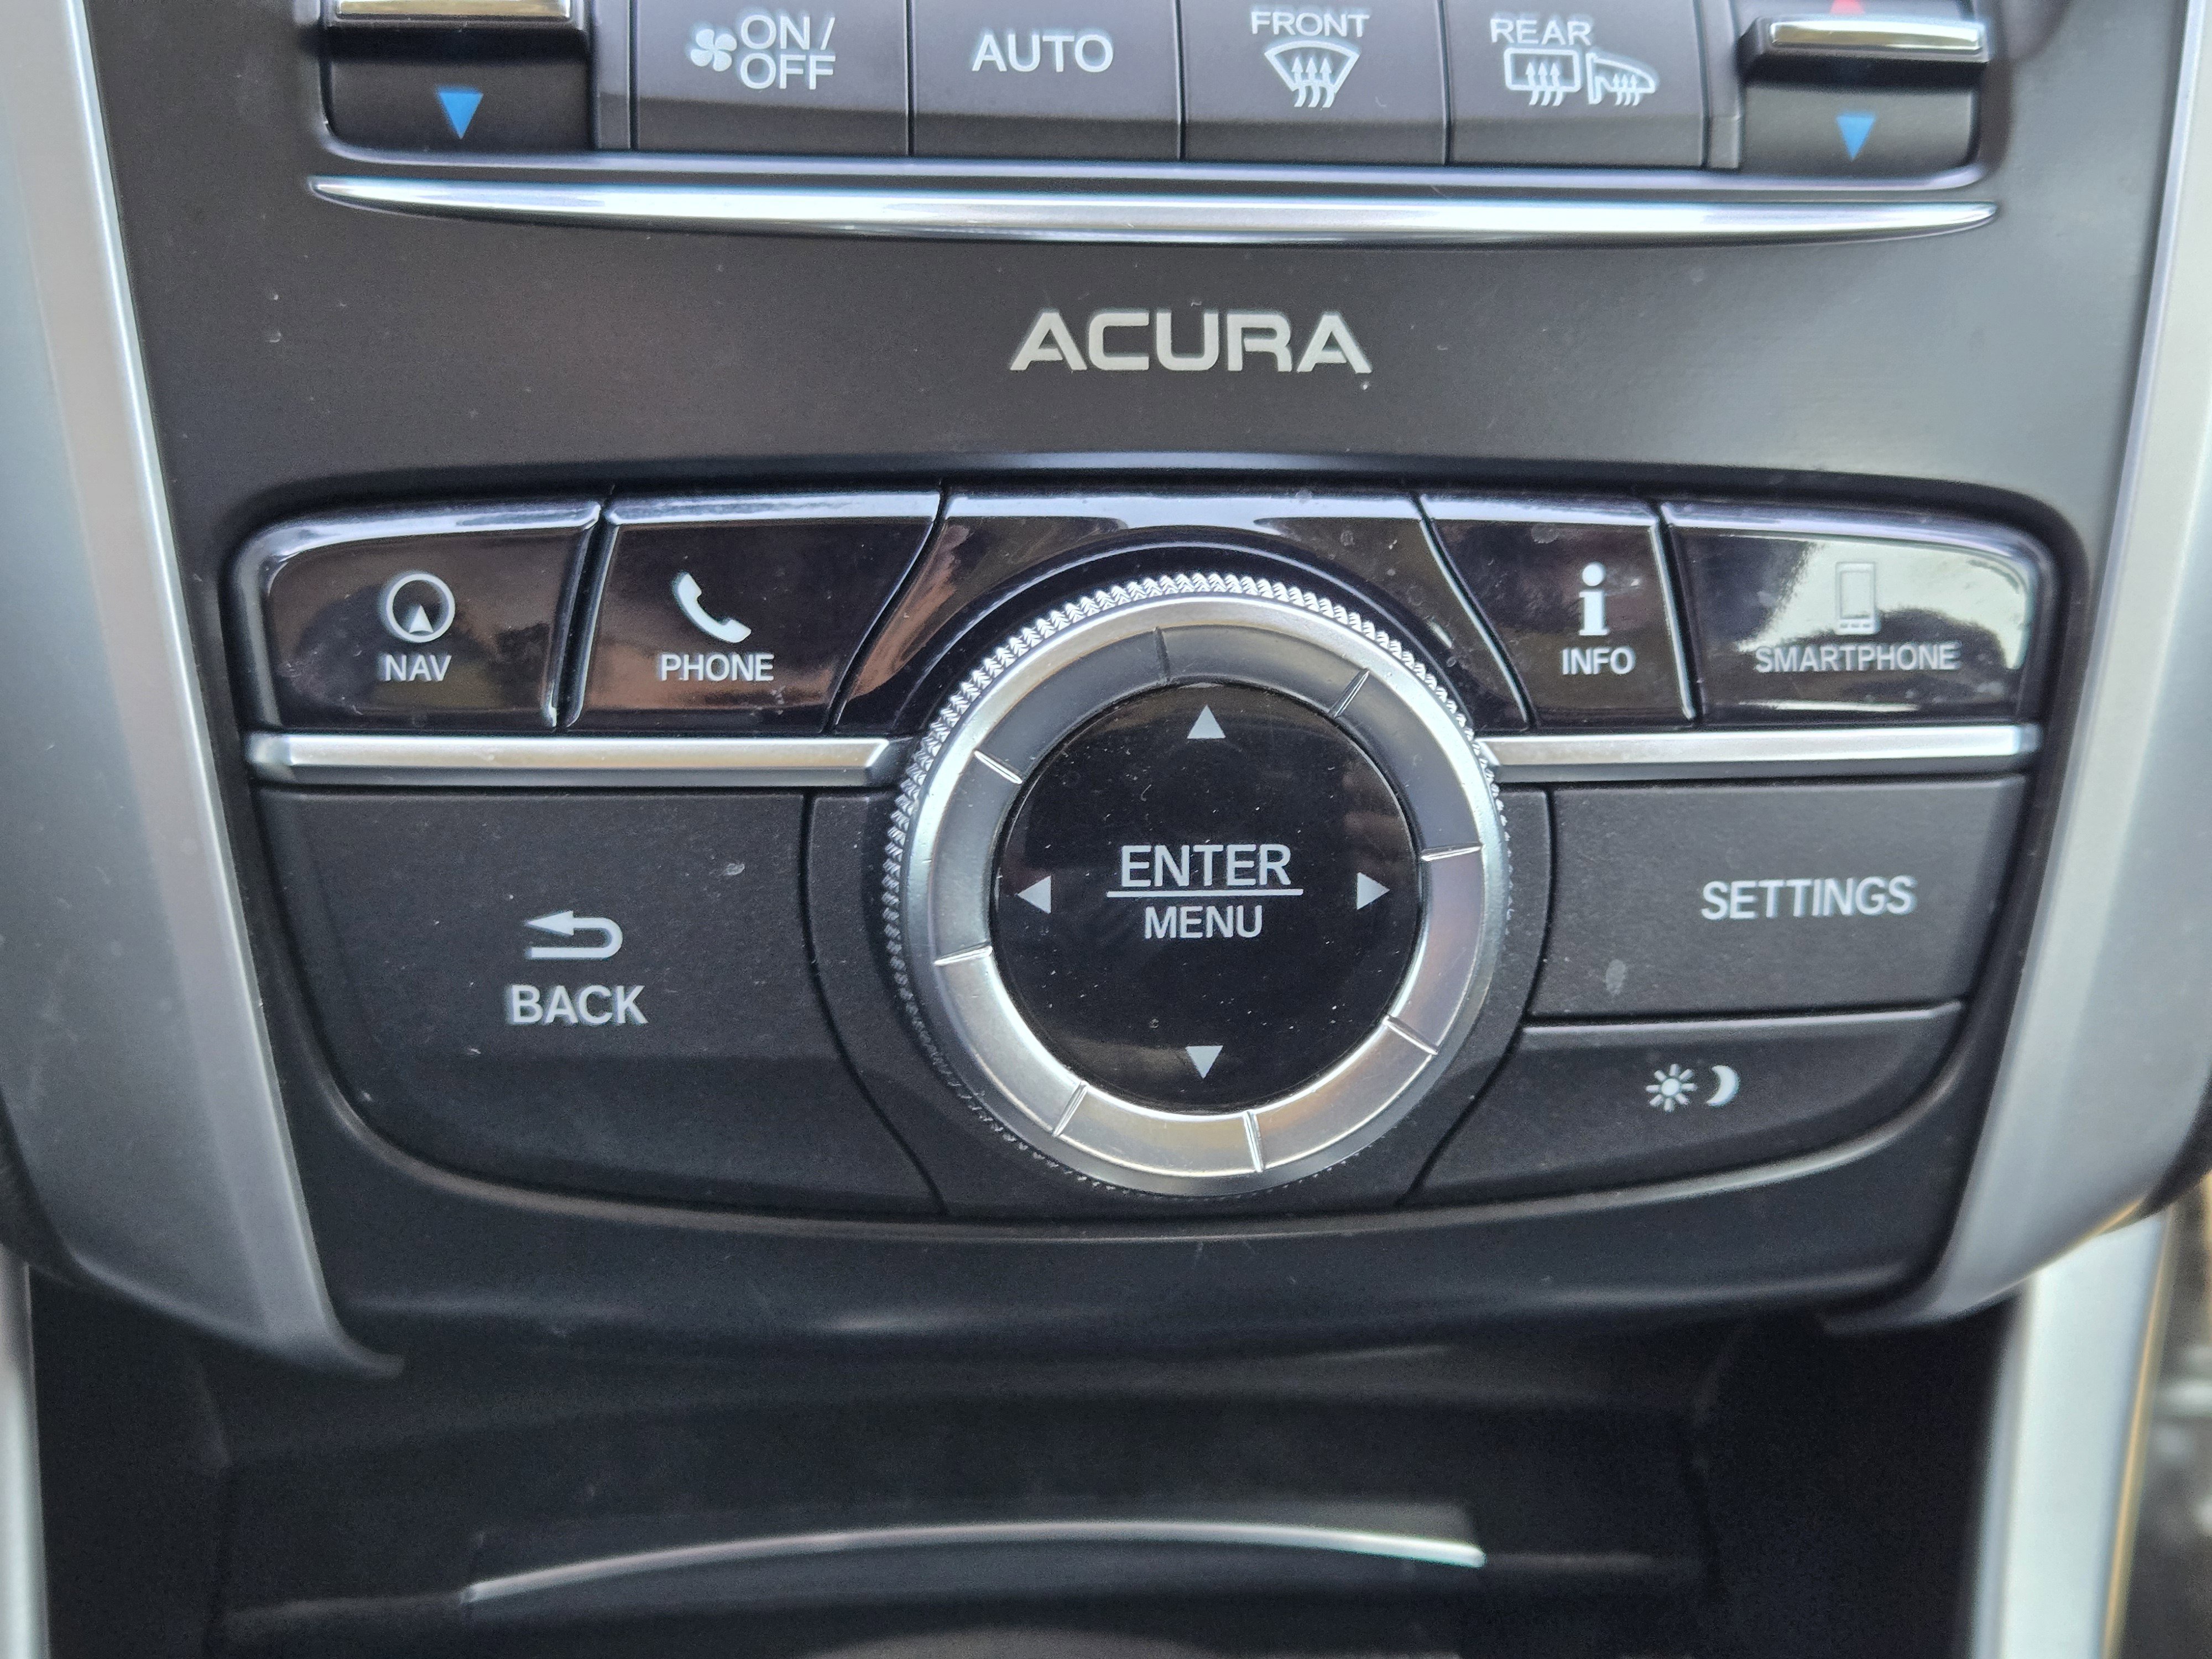 ON/
OFF
AUTO
FRONT
REAR
ACURA
NAV
PHONE
INFO
SMARTPHONE
ENTER
MENU
BACK
SETTINGS